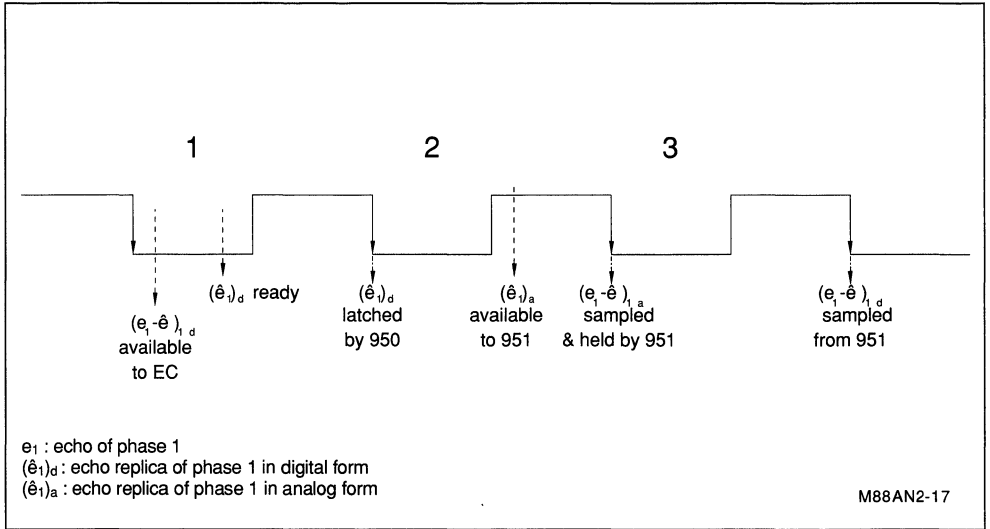 1 2 3
(ê₁)d ready
(e₁-ê)₁ d
available
to EC
(ê₁)d
latched
by 950
(ê₁)a
available
to 951
(e₁-ê)₁ a
sampled
& held by 951
(e₁-ê)₁ d
sampled
from 951
e₁ : echo of phase 1
(ê₁)d : echo replica of phase 1 in digital form
(ê₁)a : echo replica of phase 1 in analog form
M88AN2-17